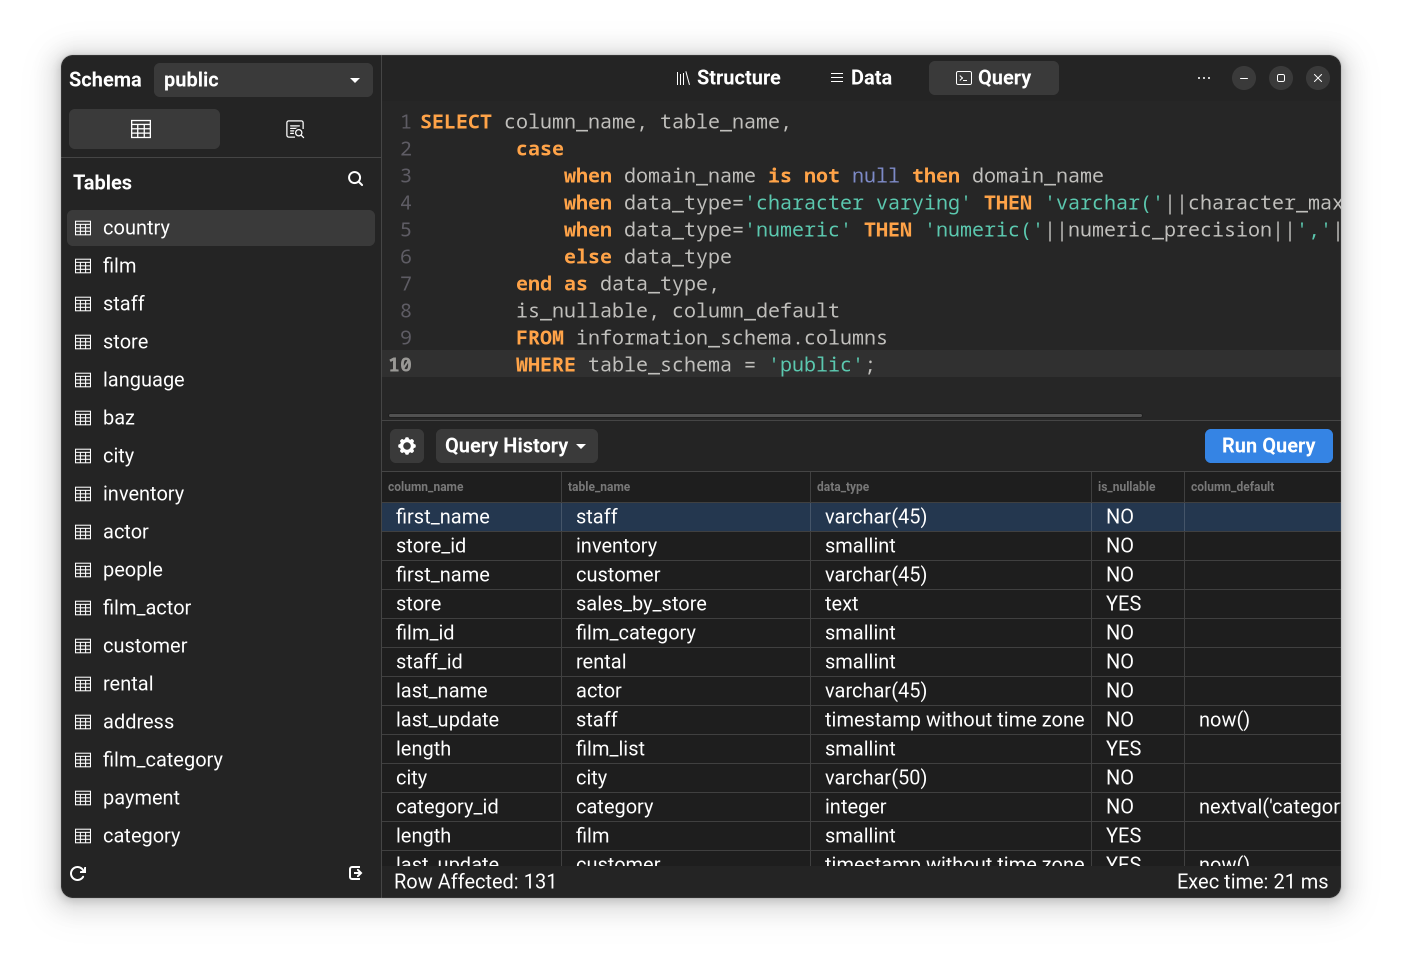 Schema public
Structure Data Query
Tables
country
film
staff
store
language
baz
city
inventory
actor
people
film_actor
customer
rental
address
film_category
payment
category
1 SELECT column_name, table_name,
2 case
3 when domain_name is not null then domain_name
4 when data_type='character varying' THEN 'varchar('||character_max
5 when data_type='numeric' THEN 'numeric('||numeric_precision||','|
6 else data_type
7 end as data_type,
8 is_nullable, column_default
9 FROM information_schema.columns
10 WHERE table_schema = 'public';
Query History Run Query
column_name table_name data_type is_nullable column_default
first_name staff varchar(45) NO
store_id inventory smallint NO
first_name customer varchar(45) NO
store sales_by_store text YES
film_id film_category smallint NO
staff_id rental smallint NO
last_name actor varchar(45) NO
last_update staff timestamp without time zone NO now()
length film_list smallint YES
city city varchar(50) NO
category_id category integer NO nextval('categor
length film smallint YES
last_update customer timestamp without time zone YES now()
Row Affected: 131 Exec time: 21 ms